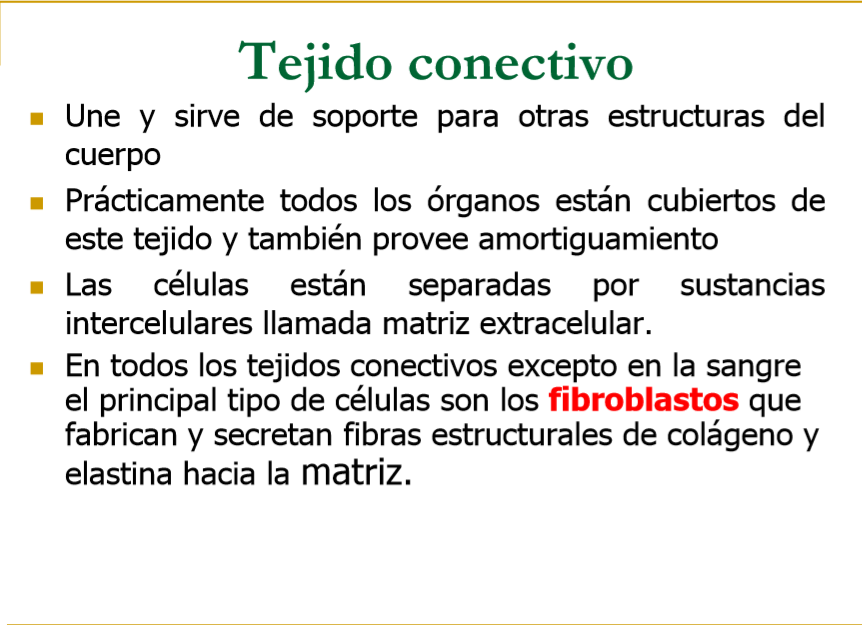 Tejido conectivo
Une y sirve de soporte para otras estructuras del
cuerpo
Prácticamente todos los órganos están cubiertos de
este tejido y también provee amortiguamiento
Las células están separadas por sustancias
intercelulares llamada matriz extracelular.
En todos los tejidos conectivos excepto en la sangre
el principal tipo de células son los fibroblastos que
fabrican y secretan fibras estructurales de colágeno y
elastina hacia la matriz.